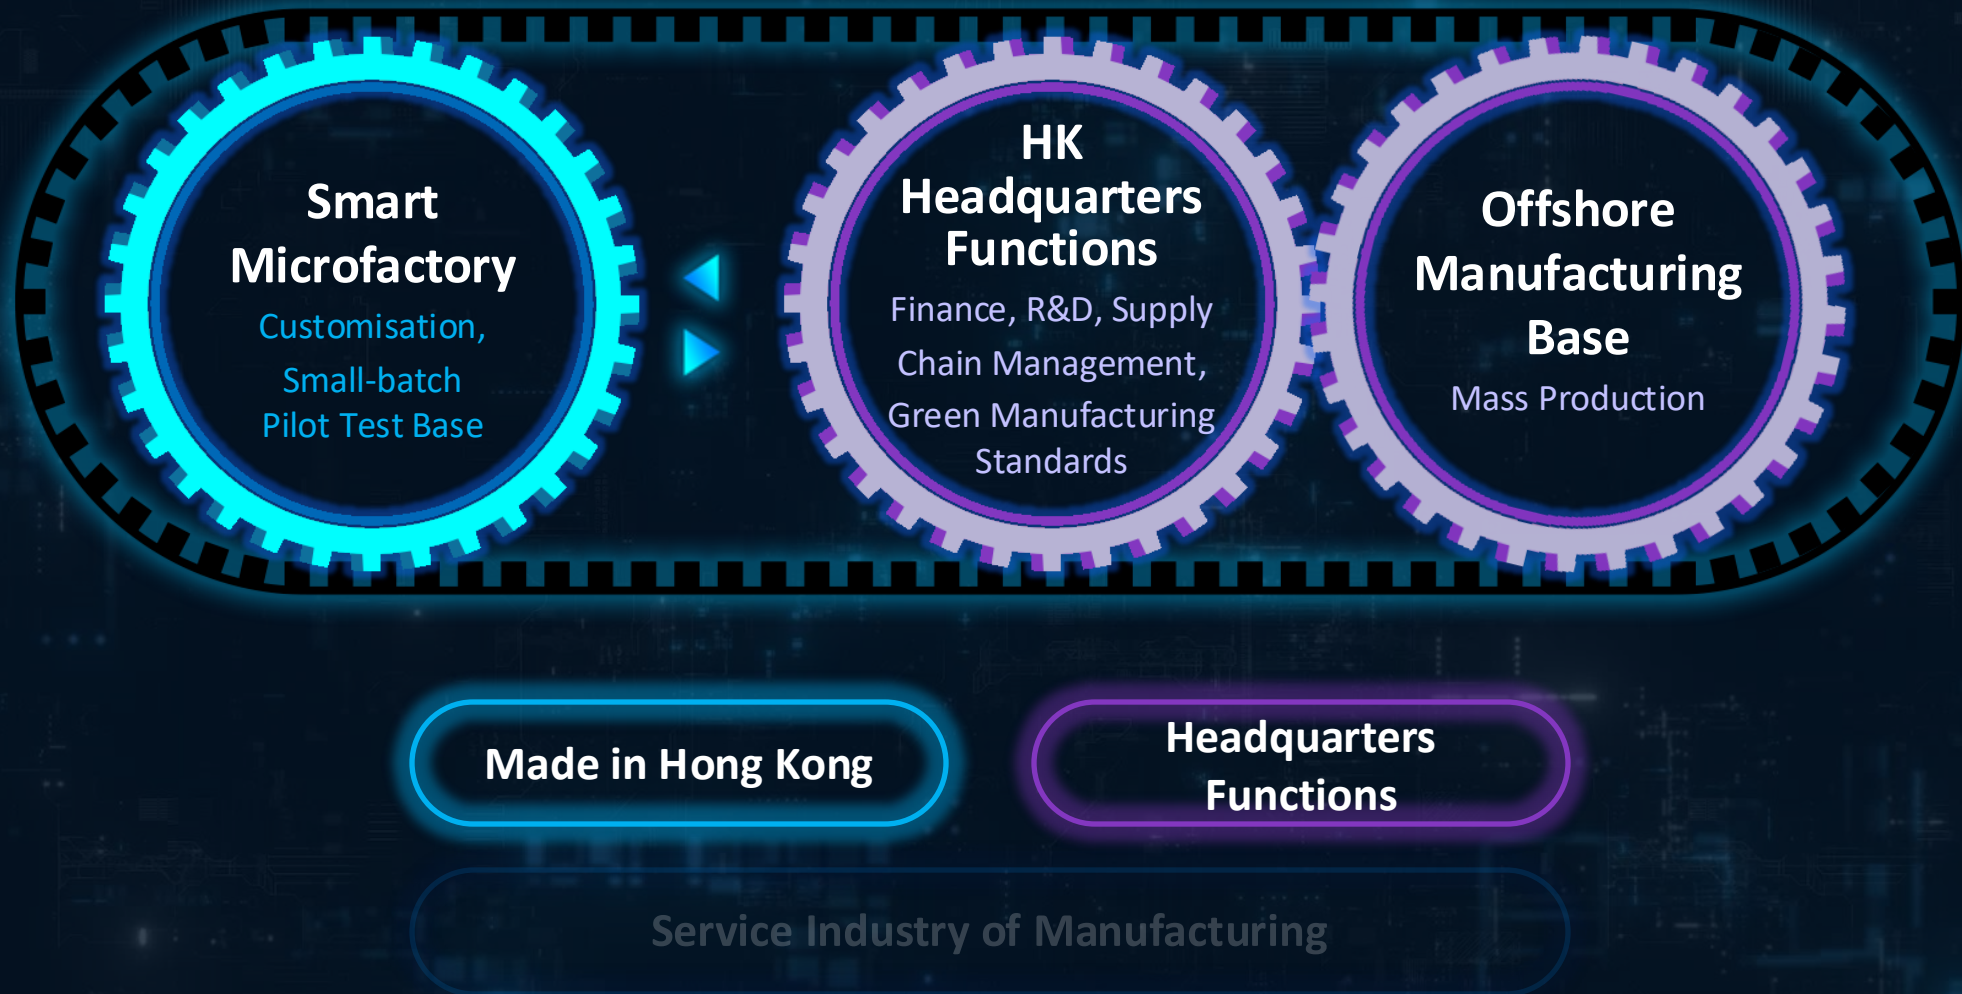 Smart
Microfactory
Customisation,
Small-batch
Pilot Test Base
HK
Headquarters
Functions
Finance, R&D, Supply
Chain Management,
Green Manufacturing
Standards
Offshore
Manufacturing
Base
Mass Production
Made in Hong Kong
Headquarters
Functions
Service Industry of Manufacturing